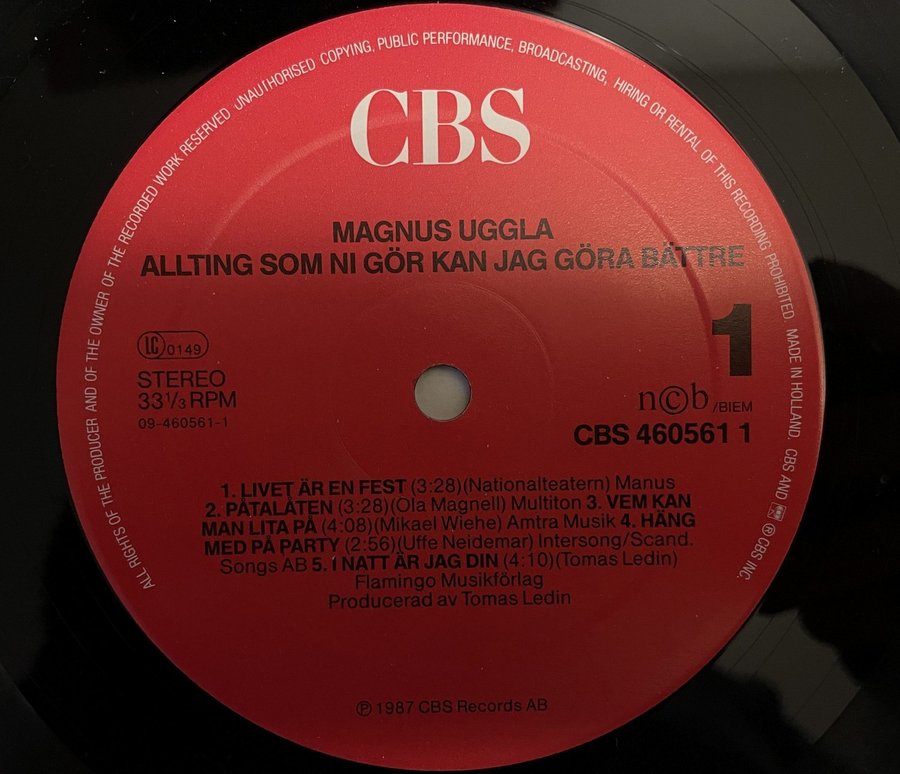 ALL RIGHTS OF THE PRODUCER AND OF THE OWNER OF THE RECORDED WORK RESERVED UNAUTHORISED COPYING, PUBLIC PERFORMANCE, BROADCASTING, HIRING OR RENTAL OF THIS RECORDING PROHIBITED MADE IN HOLLAND. CBS AND ℗ CBS INC.
CBS
MAGNUS UGGLA
ALLTING SOM NI GÖR KAN JAG GÖRA BÄTTRE
1
LC 0149
STEREO
33 1/3 RPM
09-460561-1
n©b /BIEM
CBS 460561 1
1. LIVET ÄR EN FEST (3:28)(Nationalteatern) Manus
2. PÅTALÅTEN (3:28)(Ola Magnell) Multiton 3. VEM KAN
MAN LITA PÅ (4:08)(Mikael Wiehe) Amtra Musik 4. HÄNG
MED PÅ PARTY (2:56)(Uffe Neidemar) Intersong/Scand.
Songs AB 5. I NATT ÄR JAG DIN (4:10)(Tomas Ledin)
Flamingo Musikförlag
Producerad av Tomas Ledin
℗ 1987 CBS Records AB